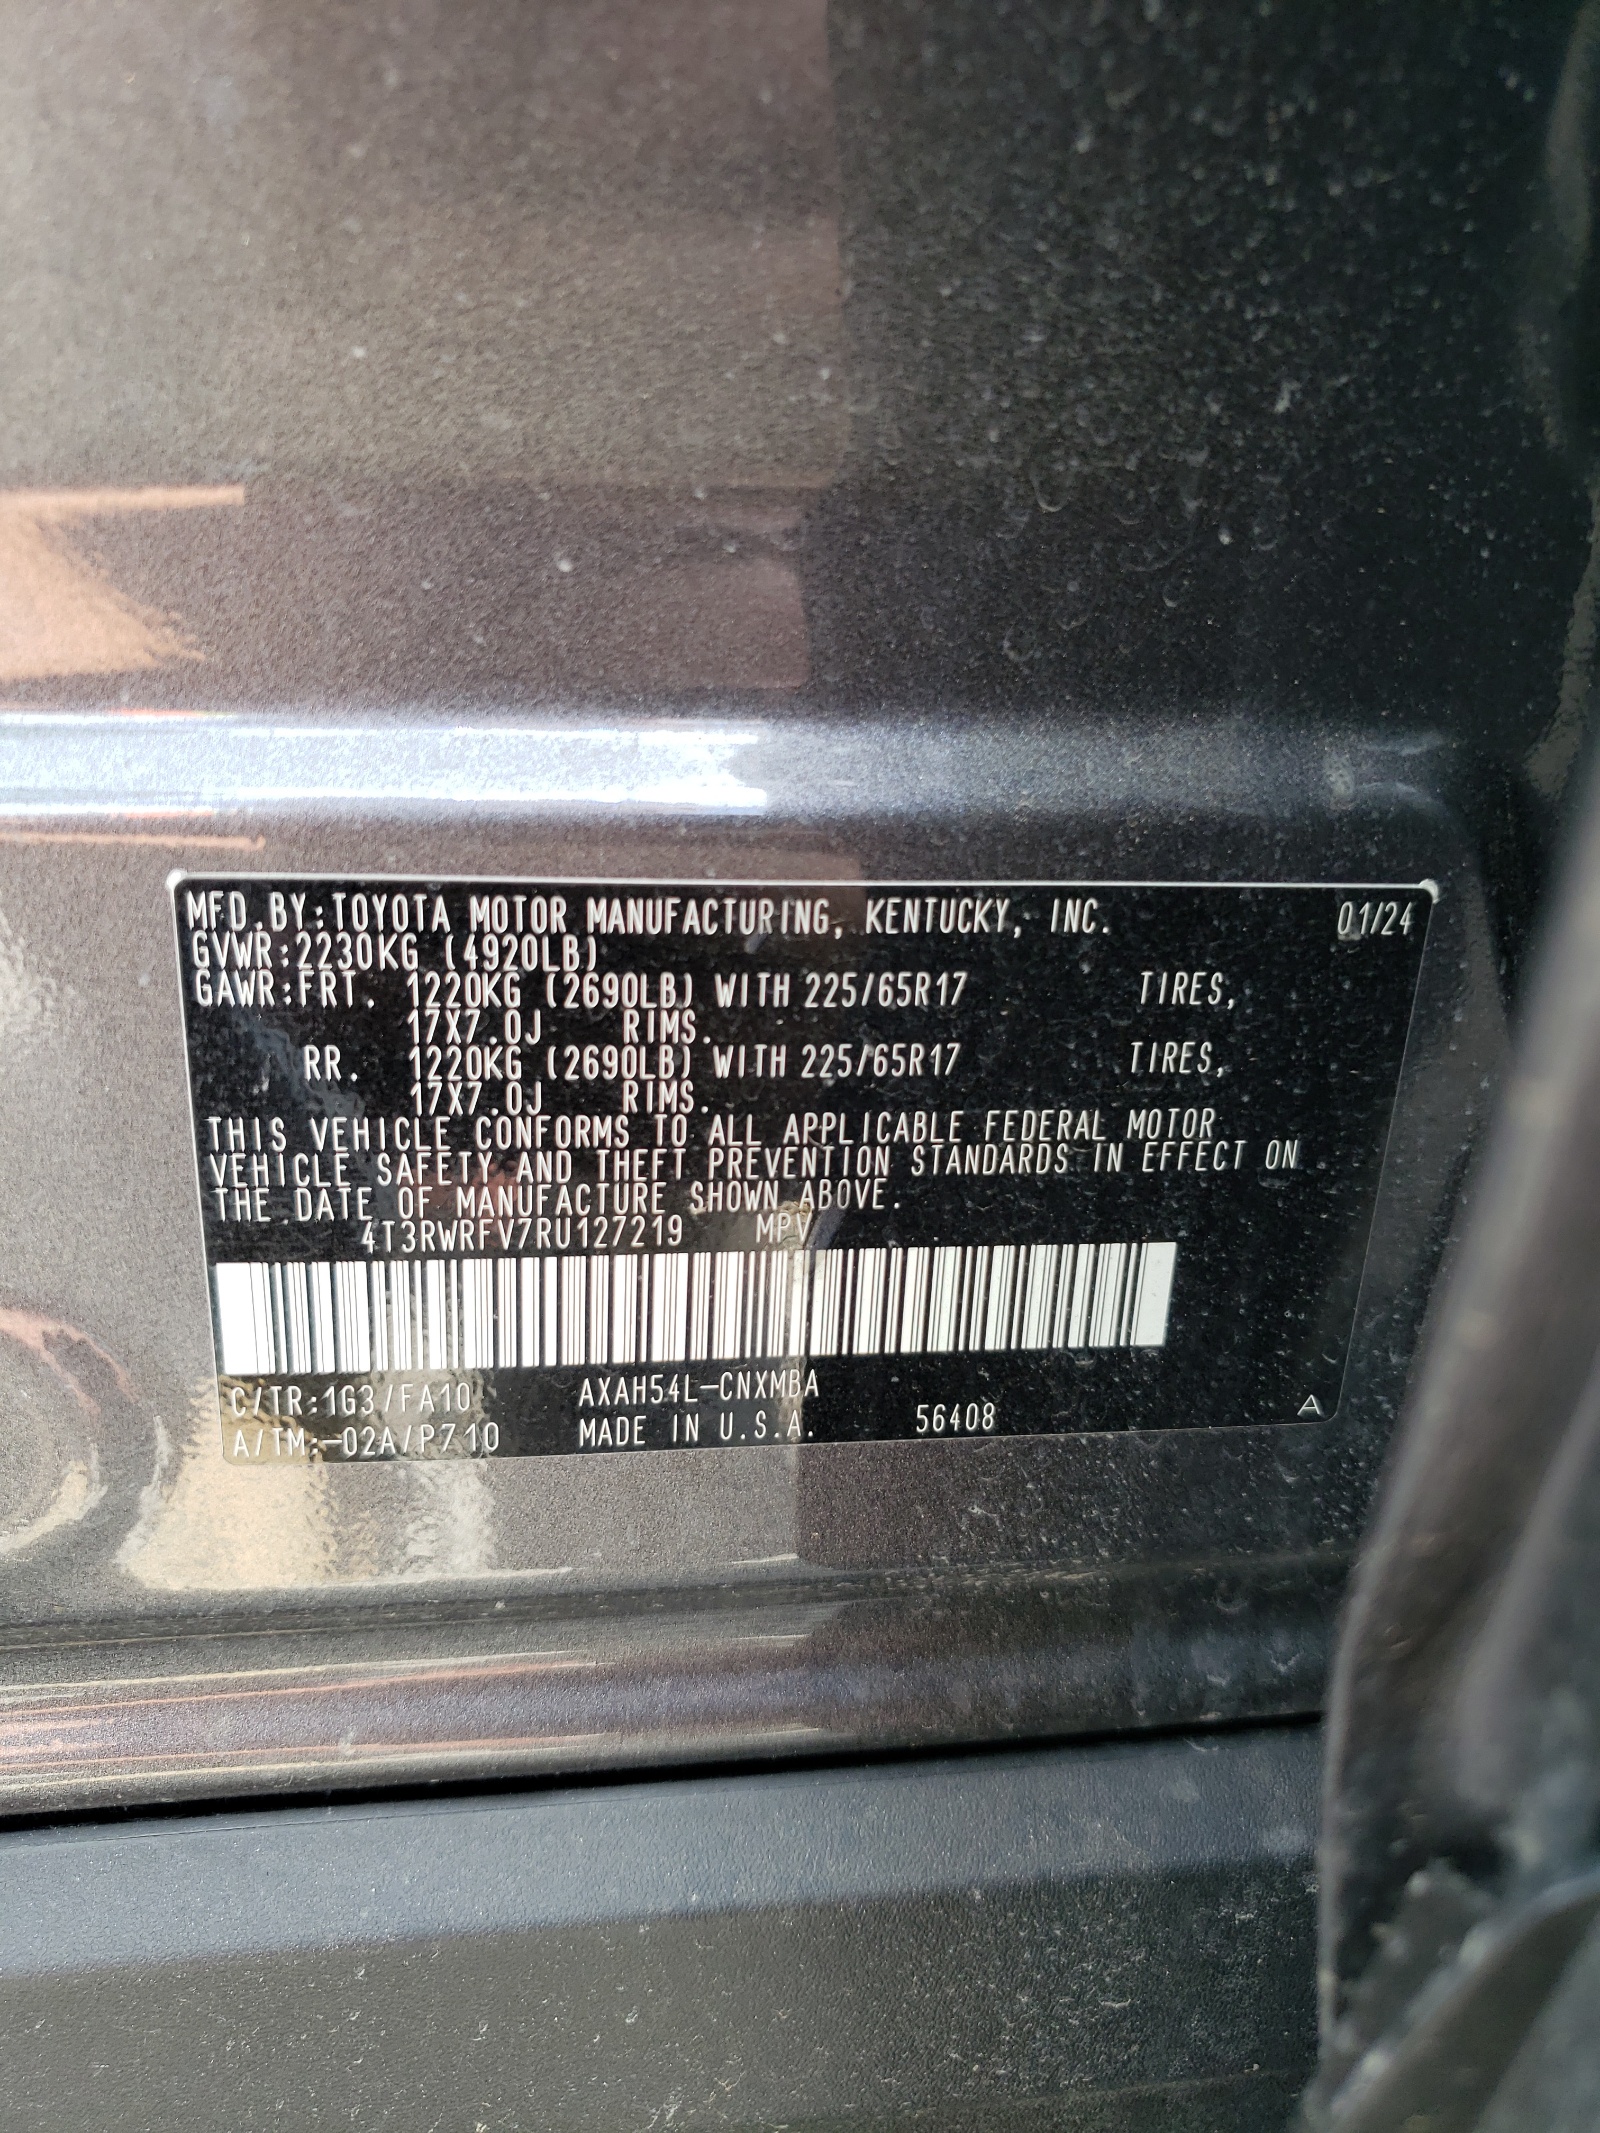 MFD.BY:TOYOTA MOTOR MANUFACTURING, KENTUCKY, INC. 01/24
GVWR:2230KG (4920LB)
GAWR:FRT. 1220KG (2690LB) WITH 225/65R17 TIRES,
17X7.0J RIMS.
RR. 1220KG (2690LB) WITH 225/65R17 TIRES,
17X7.0J RIMS.
THIS VEHICLE CONFORMS TO ALL APPLICABLE FEDERAL MOTOR
VEHICLE SAFETY AND THEFT PREVENTION STANDARDS IN EFFECT ON
THE DATE OF MANUFACTURE SHOWN ABOVE.
4T3RWRFV7RU127219 MPV
C/TR:1G3/FA10 AXAH54L-CNXMBA
A/TM:-02A/P710 MADE IN U.S.A. 56408 A